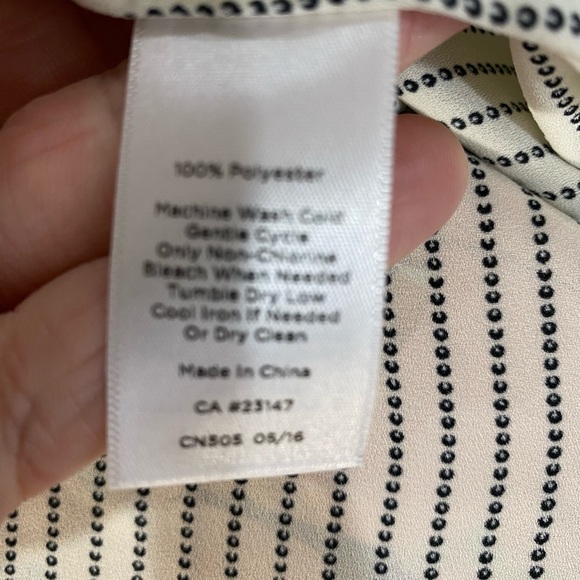 100% Polyester
Machine Wash Cold
Gentle Cycle
Only Non-Chlorine
Bleach When Needed
Tumble Dry Low
Cool Iron If Needed
Or Dry Clean
Made In China
CA #23147
CN505 05/16